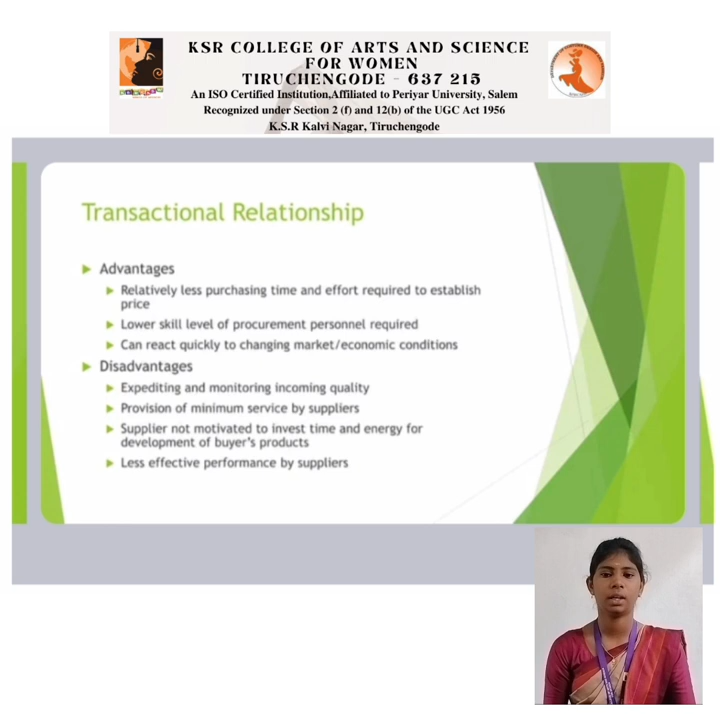 KSR COLLEGE OF ARTS AND SCIENCE
FOR WOMEN
TIRUCHENGODE - 637 215
An ISO Certified Institution,Affiliated to Periyar University, Salem
Recognized under Section 2 (f) and 12(b) of the UGC Act 1956
K.S.R Kalvi Nagar, Tiruchengode
Transactional Relationship
Advantages
Relatively less purchasing time and effort required to establish
price
Lower skill level of procurement personnel required
Can react quickly to changing market/economic conditions
Disadvantages
Expediting and monitoring incoming quality
Provision of minimum service by suppliers
Supplier not motivated to invest time and energy for
development of buyer's products
Less effective performance by suppliers